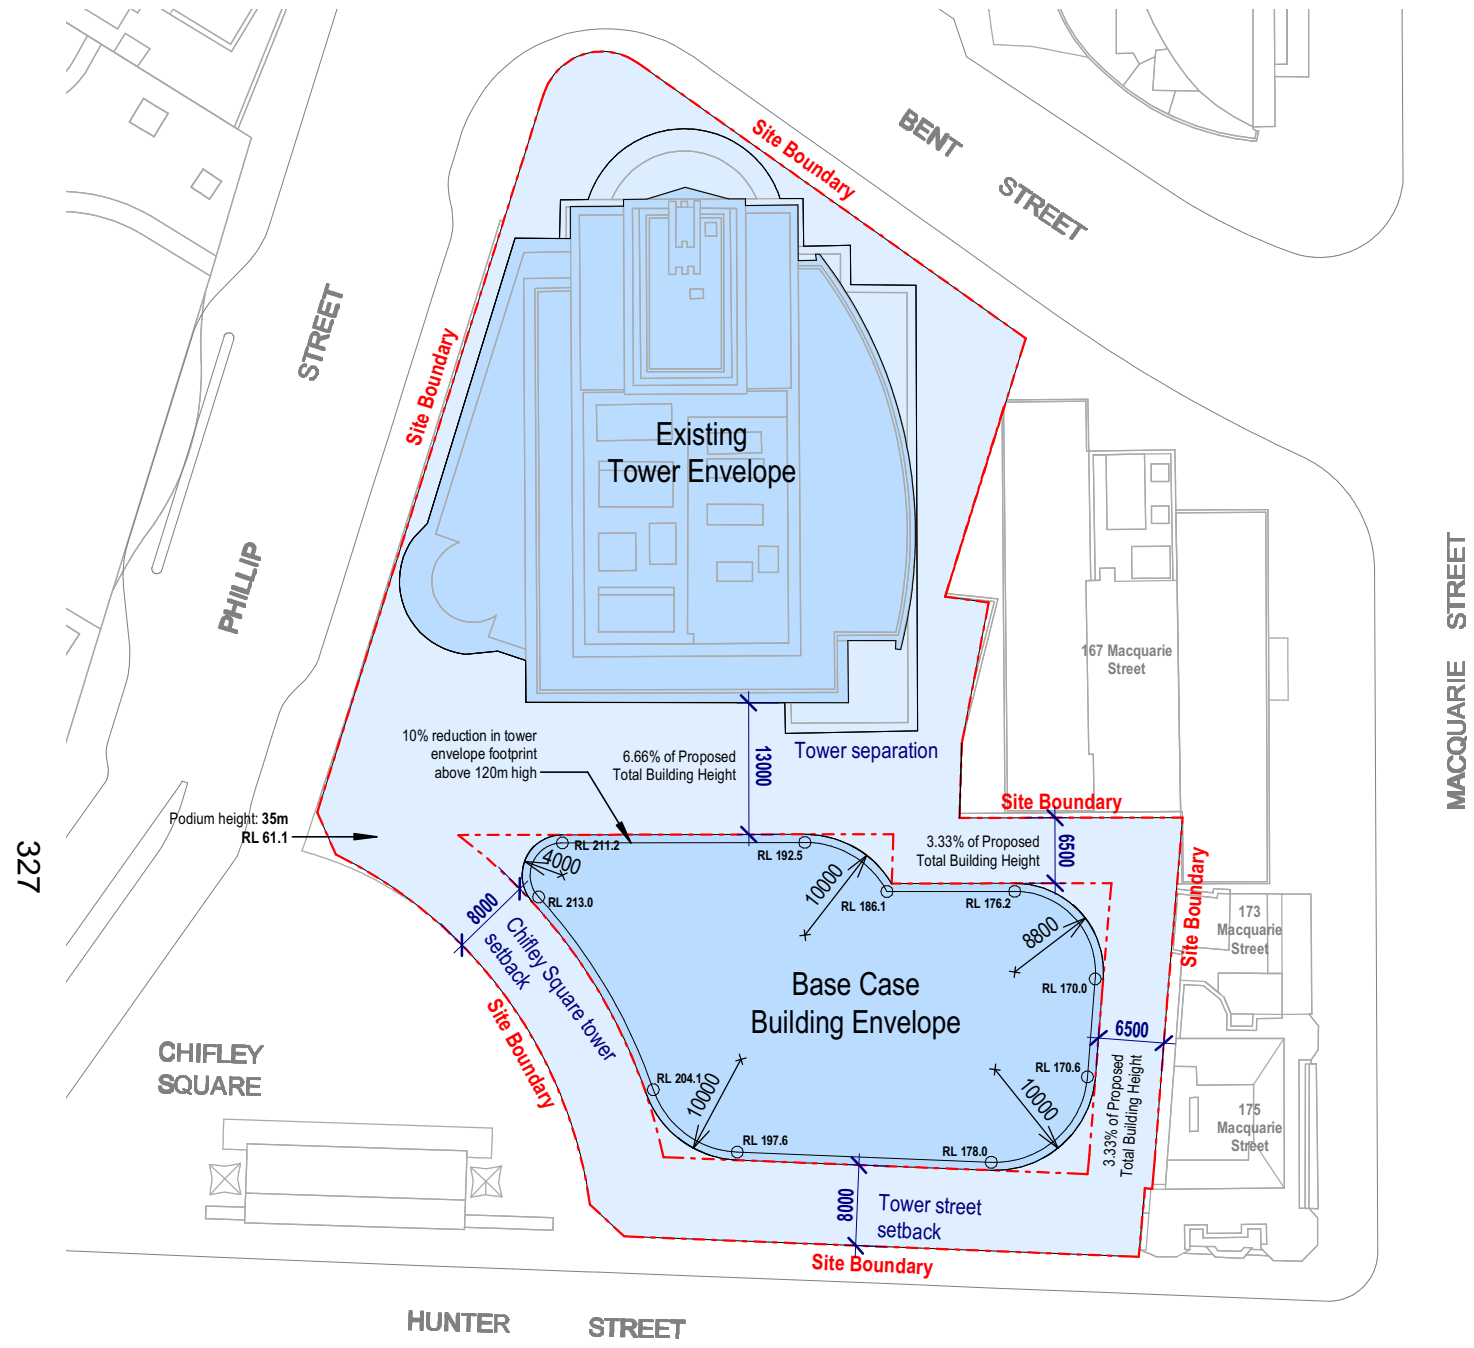 BENT
STREET
Site Boundary
STREET
Site Boundary
PHILLIP
Existing
Tower Envelope
167 Macquarie
Street
MACQUARIE STREET
10% reduction in tower
envelope footprint
above 120m high
6.66% of Proposed
Total Building Height
13000
Tower separation
Site Boundary
Podium height: 35m
RL 61.1
327
RL 211.2
RL 192.5
3.33% of Proposed
Total Building Height
6500
4000
10000
RL 213.0
RL 186.1
RL 176.2
8000
Chifley Square tower
setback
8800
Site Boundary
173
Macquarie
Street
RL 170.0
Base Case
Building Envelope
6500
Site Boundary
CHIFLEY
SQUARE
RL 204.1
10000
10000
RL 170.6
3.33% of Proposed
Total Building Height
175
Macquarie
Street
RL 197.6
RL 178.0
8000
Tower street
setback
Site Boundary
HUNTER STREET